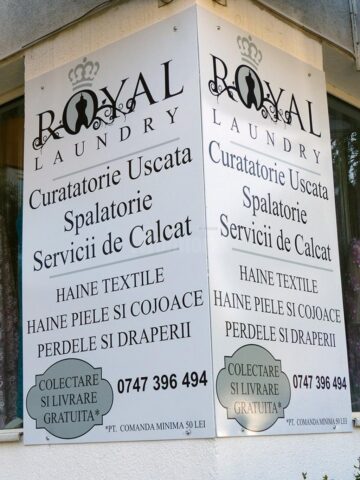 ROYAL
LAUNDRY
Curatatorie Uscata
Spalatorie
Servicii de Calcat
HAINE TEXTILE
HAINE PIELE SI COJOACE
PERDELE SI DRAPERII
COLECTARE
SI LIVRARE
GRATUITA*
0747 396 494
*PT. COMANDA MINIMA 50 LEI
ROYAL
LAUNDRY
Curatatorie Uscata
Spalatorie
Servicii de Calcat
HAINE TEXTILE
HAINE PIELE SI COJOACE
PERDELE SI DRAPERII
COLECTARE
SI LIVRARE
GRATUITA*
0747 396 494
*PT. COMANDA MINIMA 50 LEI